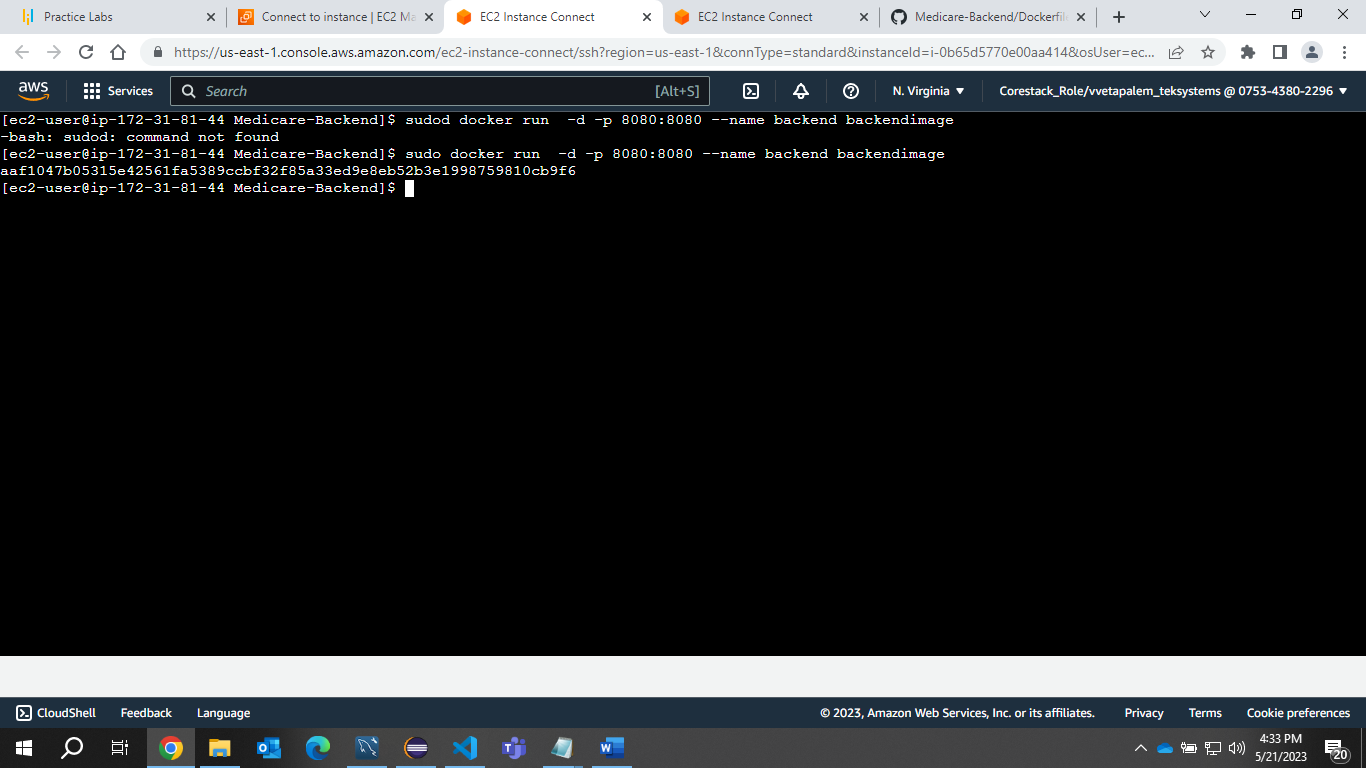 Practice Labs
Connect to instance | EC2 Ma
EC2 Instance Connect
EC2 Instance Connect
Medicare-Backend/Dockerfil
https://us-east-1.console.aws.amazon.com/ec2-instance-connect/ssh?region=us-east-1&connType=standard&instanceId=i-0b65d5770e00aa414&osUser=ec...
aws
Services
Search
[Alt+S]
N. Virginia
Corestack_Role/vvetapalem_teksystems @ 0753-4380-2296
[ec2-user@ip-172-31-81-44 Medicare-Backend]$ sudod docker run  -d -p 8080:8080 --name backend backendimage
-bash: sudod: command not found
[ec2-user@ip-172-31-81-44 Medicare-Backend]$ sudo docker run  -d -p 8080:8080 --name backend backendimage
aaf1047b05315e42561fa5389ccbf32f85a33ed9e8eb52b3e1998759810cb9f6
[ec2-user@ip-172-31-81-44 Medicare-Backend]$
CloudShell
Feedback
Language
© 2023, Amazon Web Services, Inc. or its affiliates.
Privacy
Terms
Cookie preferences
4:33 PM
5/21/2023
20